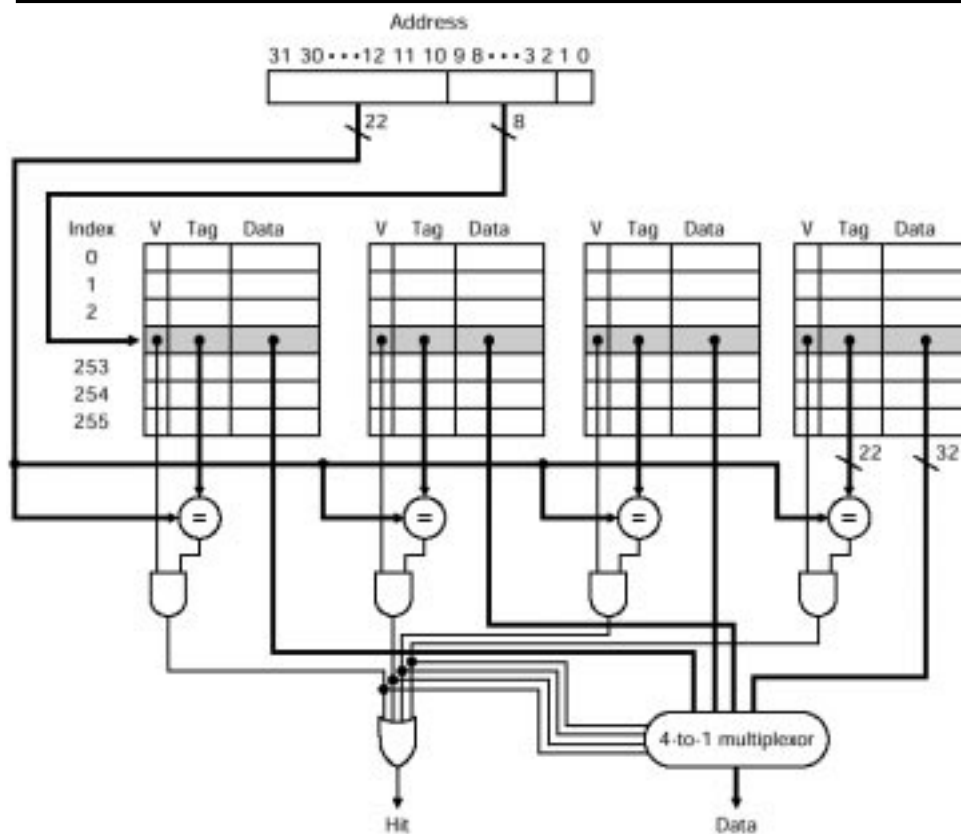 Address
31 30 • • • 12 11 10 9 8 • • • 3 2 1 0
22
8
Index V Tag Data V Tag Data V Tag Data V Tag Data
0
1
2
253
254
255
22
32
=
=
=
=
4-to-1 multiplexor
Hit
Data